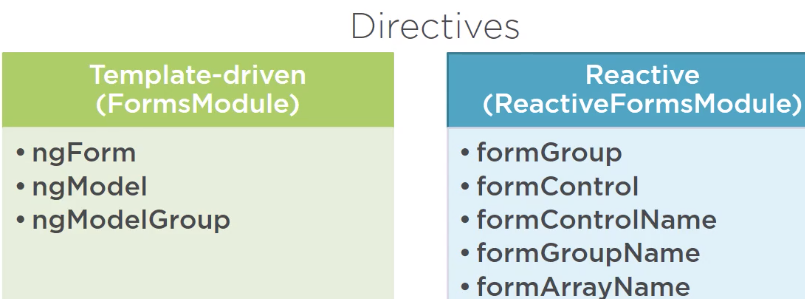 Directives
Template-driven
(FormsModule)
• ngForm
• ngModel
• ngModelGroup
Reactive
(ReactiveFormsModule)
• formGroup
• formControl
• formControlName
• formGroupName
• formArrayName